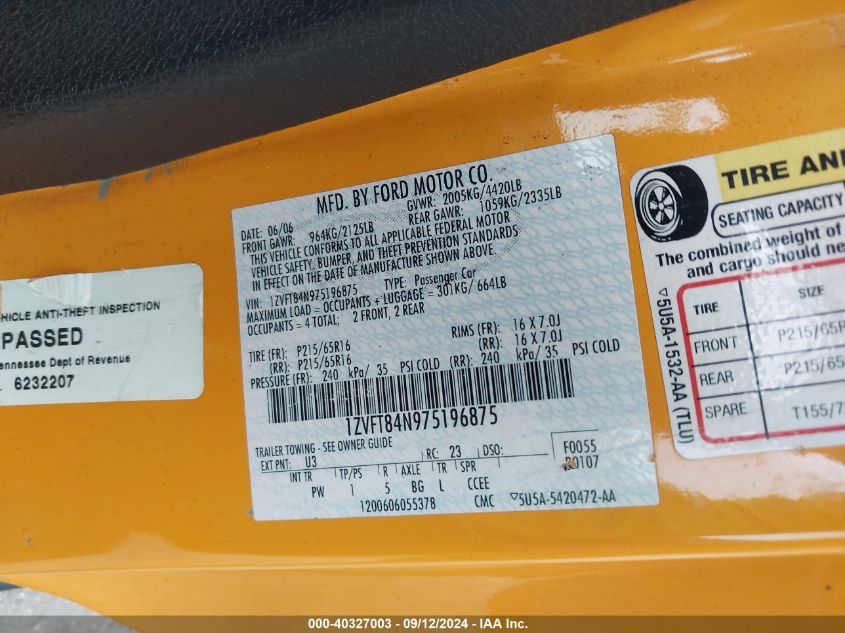 MFD. BY FORD MOTOR CO.
DATE: 06/06 GVWR: 2005KG/4420LB
FRONT GAWR: 964KG/2125LB REAR GAWR: 1059KG/2335LB
THIS VEHICLE CONFORMS TO ALL APPLICABLE FEDERAL MOTOR
VEHICLE SAFETY, BUMPER, AND THEFT PREVENTION STANDARDS
IN EFFECT ON THE DATE OF MANUFACTURE SHOWN ABOVE
VIN: 1ZVFT84N975196875 TYPE: Passenger Car
MAXIMUM LOAD = OCCUPANTS + LUGGAGE = 301KG/ 664LB
OCCUPANTS = 4 TOTAL; 2 FRONT, 2 REAR
TIRE (FR): P215/65R16 RIMS (FR): 16 X 7.0J
(RR): P215/65R16 (RR): 16 X 7.0J
PRESSURE (FR): 240 kPa/ 35 PSI COLD (RR): 240 kPa/ 35 PSI COLD
1ZVFT84N975196875
TRAILER TOWING - SEE OWNER GUIDE
EXT PNT: U3 RC: 23 DSO: F0055
INT TR TP/PS R AXLE TR SPR 0107
PW 1 5 BG L CCEE
1200606055378 CMC ▽5U5A-5420472-AA
HICLE ANTI-THEFT INSPECTION
PASSED
ennessee Dept of Revenue
6232207
TIRE AN
SEATING CAPACITY
The combined weight of
and cargo should ne
TIRE SIZE
FRONT P215/65R
REAR P215/65
SPARE T155/7
▽5U5A-1532-AA (TLU)
000-40327003 - 09/12/2024 - IAA Inc.